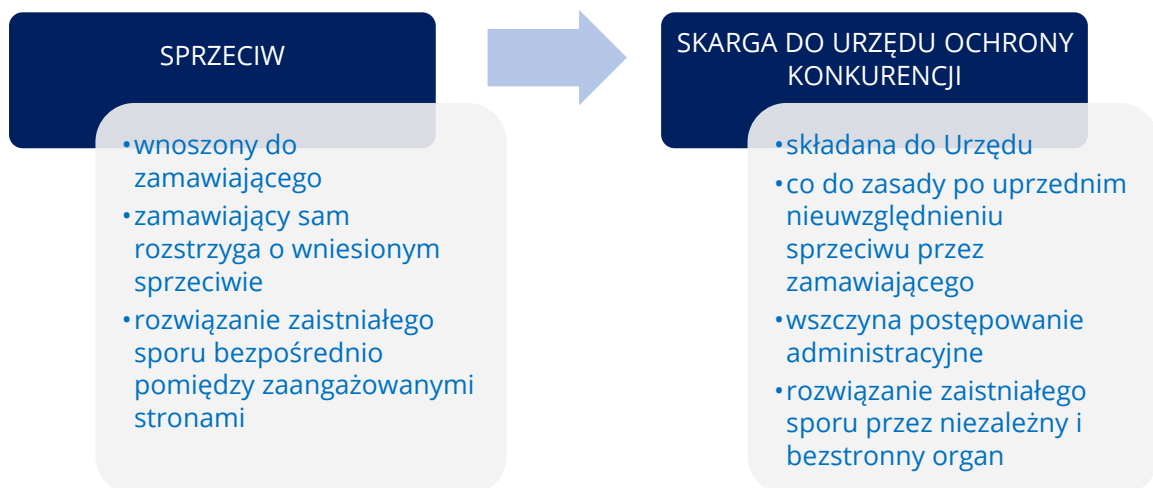 SPRZECIW
•wnoszony do
zamawiającego
•zamawiający sam
rozstrzyga o wniesionym
sprzeciwie
•rozwiązanie zaistniałego
sporu bezpośrednio
pomiędzy zaangażowanymi
stronami
SKARGA DO URZĘDU OCHRONY
KONKURENCJI
•składana do Urzędu
•co do zasady po uprzednim
nieuwzględnieniu
sprzeciwu przez
zamawiającego
•wszczyna postępowanie
administracyjne
•rozwiązanie zaistniałego
sporu przez niezależny i
bezstronny organ